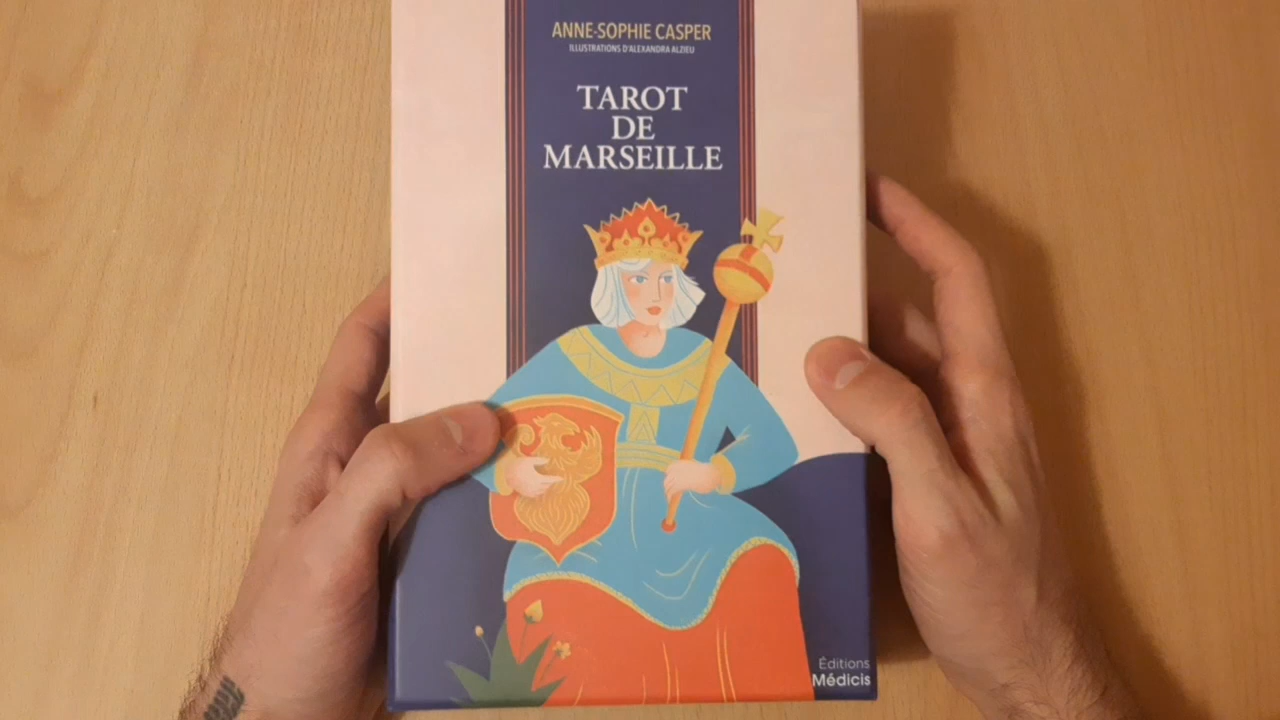 ANNE-SOPHIE CASPER
ILLUSTRATIONS D'ALEXANDRA ALZIEU
TAROT
DE
MARSEILLE
Éditions
Médicis